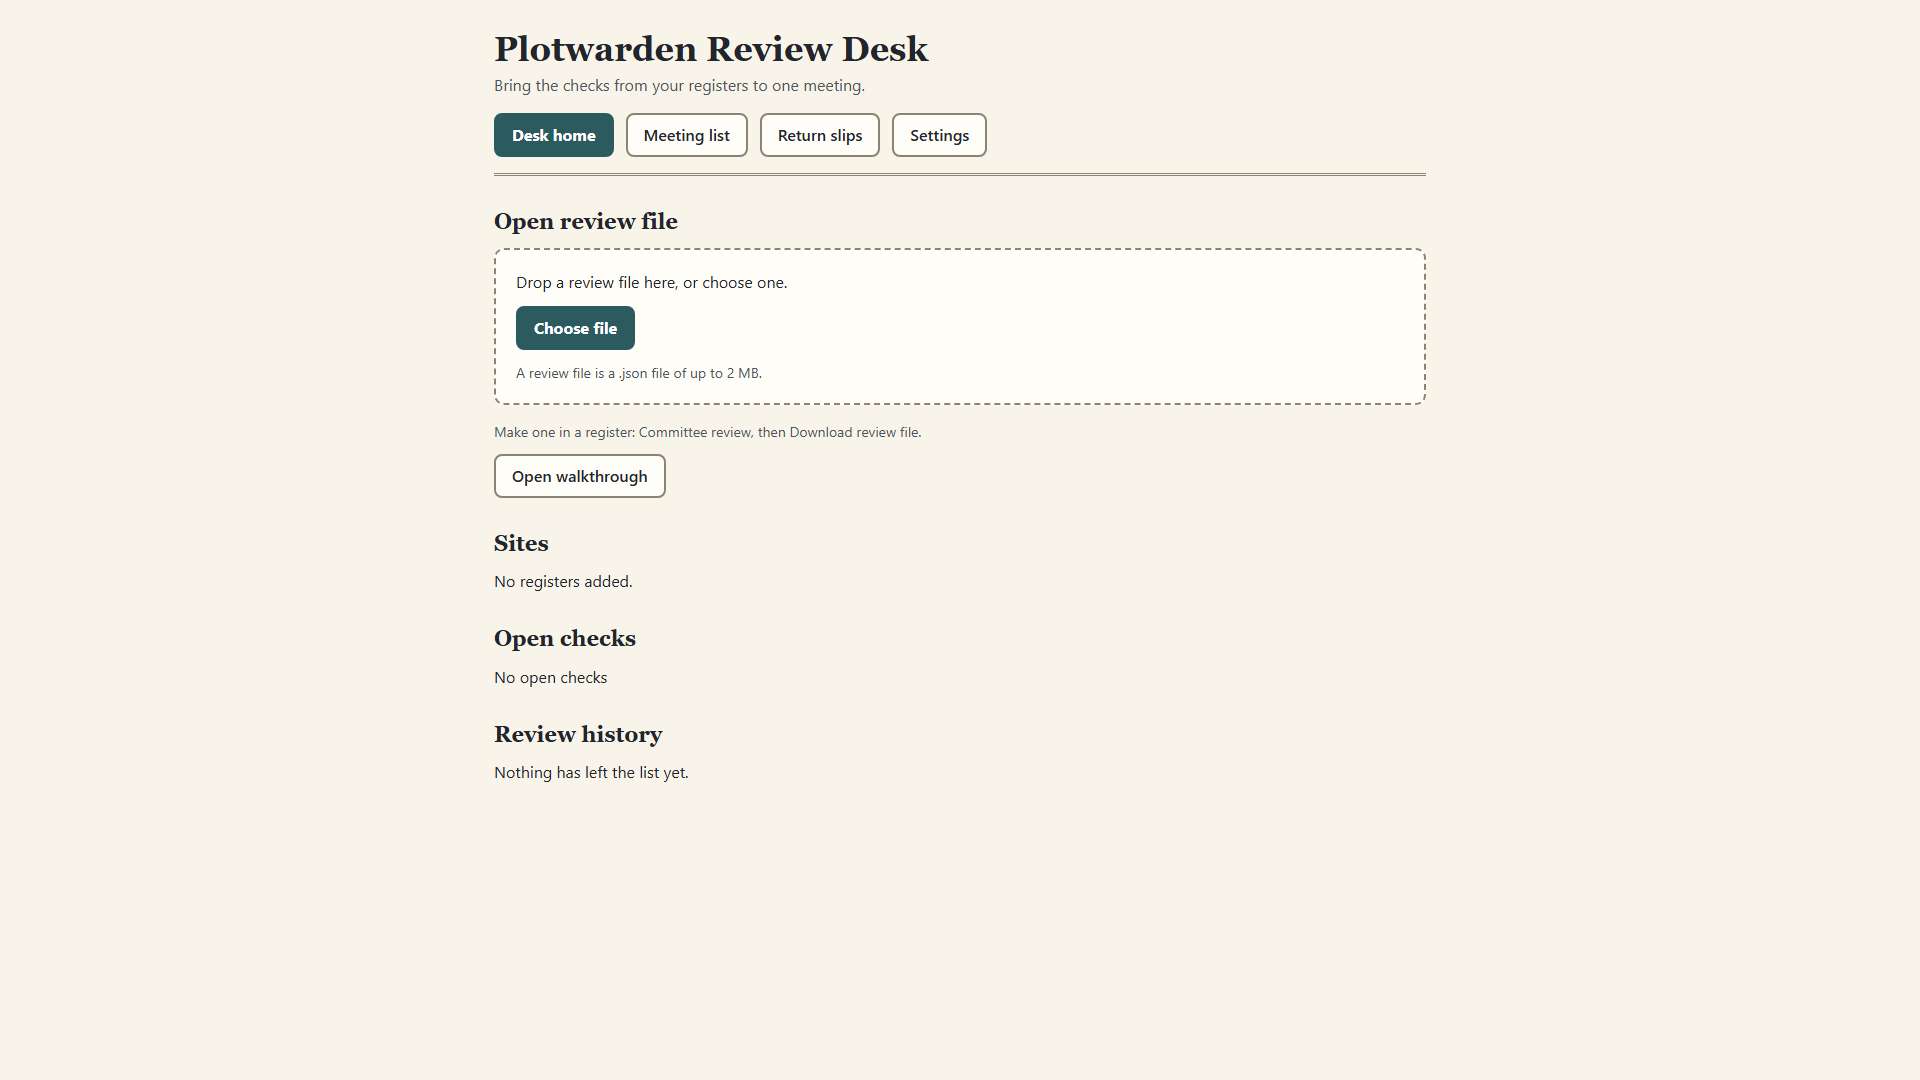 Plotwarden Review Desk
Bring the checks from your registers to one meeting.
Desk home
Meeting list
Return slips
Settings
Open review file
Drop a review file here, or choose one.
Choose file
A review file is a .json file of up to 2 MB.
Make one in a register: Committee review, then Download review file.
Open walkthrough
Sites
No registers added.
Open checks
No open checks
Review history
Nothing has left the list yet.